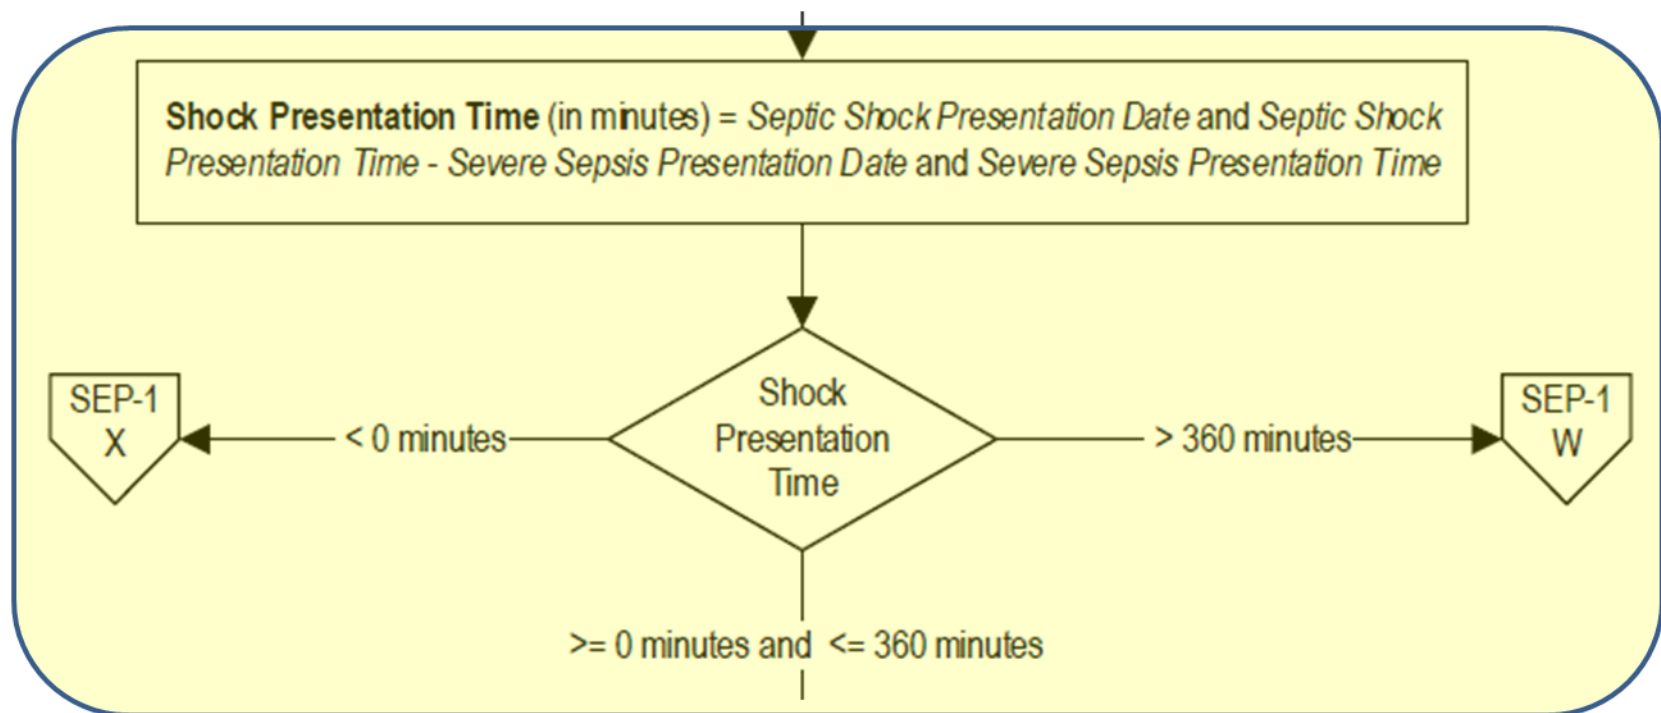 Shock Presentation Time (in minutes) = Septic Shock Presentation Date and Septic Shock
Presentation Time - Severe Sepsis Presentation Date and Severe Sepsis Presentation Time
SEP-1
X
< 0 minutes
Shock
Presentation
Time
> 360 minutes
SEP-1
W
>= 0 minutes and <= 360 minutes